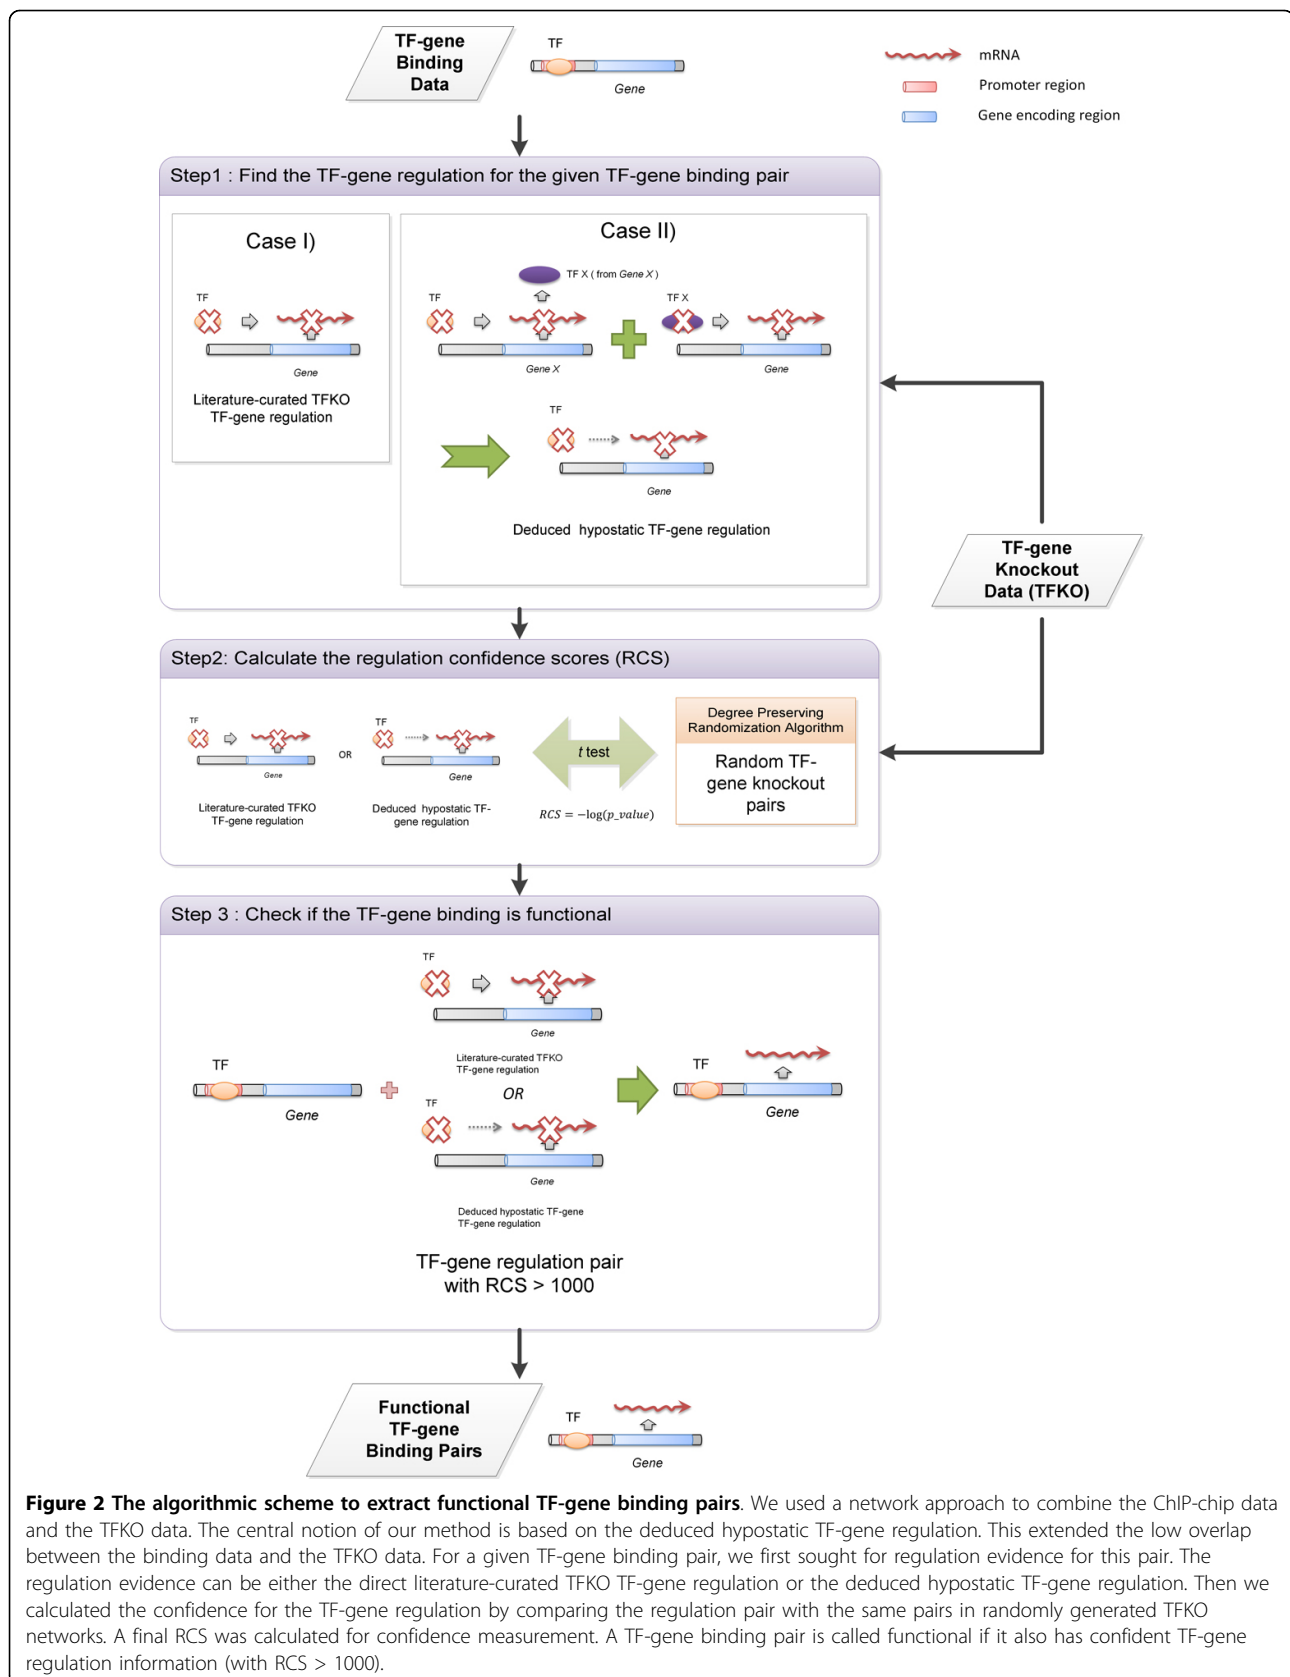 TF-gene
Binding
Data
TF
Gene
mRNA
Promoter region
Gene encoding region
Step1 : Find the TF-gene regulation for the given TF-gene binding pair
Case I)
TF
Gene
Literature-curated TFKO
TF-gene regulation
Case II)
TF X ( from Gene X )
TF
Gene X
TF X
Gene
TF
Gene
Deduced hypostatic TF-gene regulation
TF-gene
Knockout
Data (TFKO)
Step2: Calculate the regulation confidence scores (RCS)
TF
Gene
Literature-curated TFKO
TF-gene regulation
OR
TF
Gene
Deduced hypostatic TF-
gene regulation
t test
RCS = −log(p_value)
Degree Preserving
Randomization Algorithm
Random TF-
gene knockout
pairs
Step 3 : Check if the TF-gene binding is functional
TF
Gene
TF
Gene
Literature-curated TFKO
TF-gene regulation
OR
TF
Gene
Deduced hypostatic TF-gene
TF-gene regulation
TF-gene regulation pair
with RCS > 1000
TF
Gene
Functional
TF-gene
Binding Pairs
TF
Gene
Figure 2 The algorithmic scheme to extract functional TF-gene binding pairs. We used a network approach to combine the ChIP-chip data
and the TFKO data. The central notion of our method is based on the deduced hypostatic TF-gene regulation. This extended the low overlap
between the binding data and the TFKO data. For a given TF-gene binding pair, we first sought for regulation evidence for this pair. The
regulation evidence can be either the direct literature-curated TFKO TF-gene regulation or the deduced hypostatic TF-gene regulation. Then we
calculated the confidence for the TF-gene regulation by comparing the regulation pair with the same pairs in randomly generated TFKO
networks. A final RCS was calculated for confidence measurement. A TF-gene binding pair is called functional if it also has confident TF-gene
regulation information (with RCS > 1000).